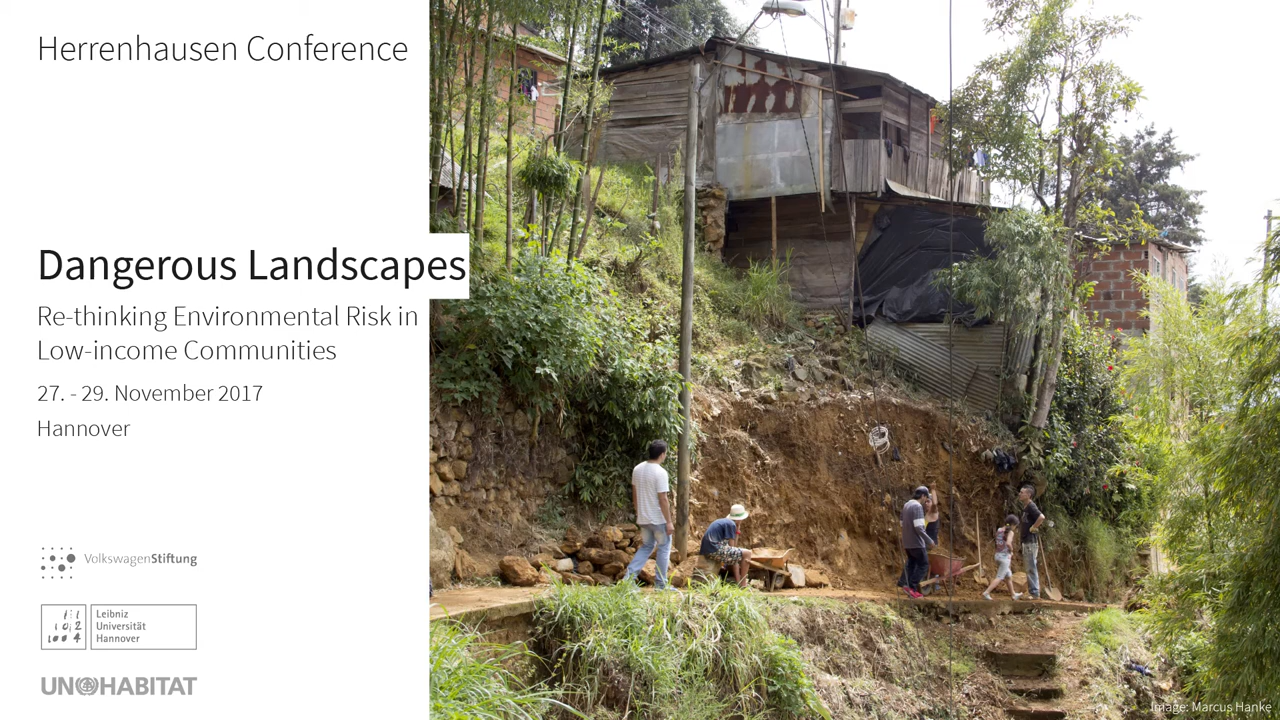 Herrenhausen Conference
Dangerous Landscapes
Re-thinking Environmental Risk in
Low-income Communities
27. - 29. November 2017
Hannover
VolkswagenStiftung
Leibniz
Universität
Hannover
UN HABITAT
Image: Marcus Hanke